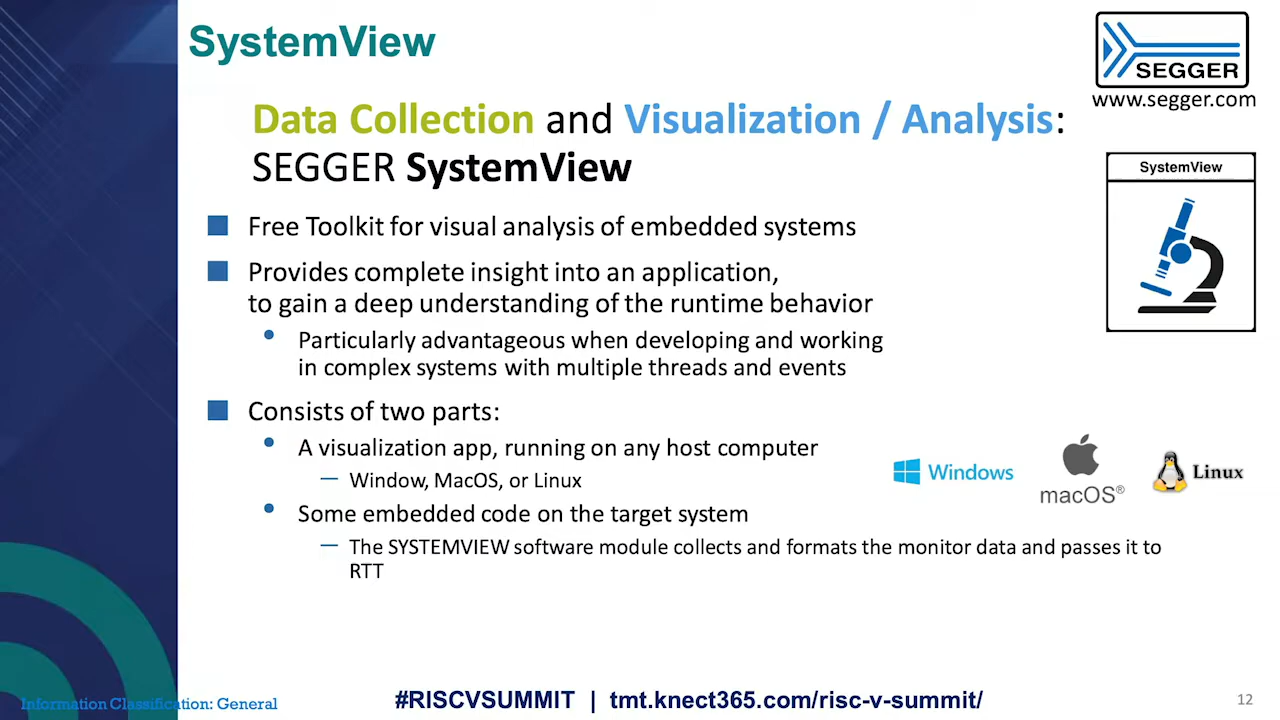 SystemView
SEGGER
www.segger.com
Data Collection and Visualization / Analysis:
SEGGER SystemView
SystemView
Free Toolkit for visual analysis of embedded systems
Provides complete insight into an application,
to gain a deep understanding of the runtime behavior
Particularly advantageous when developing and working
in complex systems with multiple threads and events
Consists of two parts:
A visualization app, running on any host computer
Window, MacOS, or Linux
Windows
macOS®
Linux
Some embedded code on the target system
The SYSTEMVIEW software module collects and formats the monitor data and passes it to
RTT
Information Classification: General
#RISCVSUMMIT | tmt.knect365.com/risc-v-summit/
12